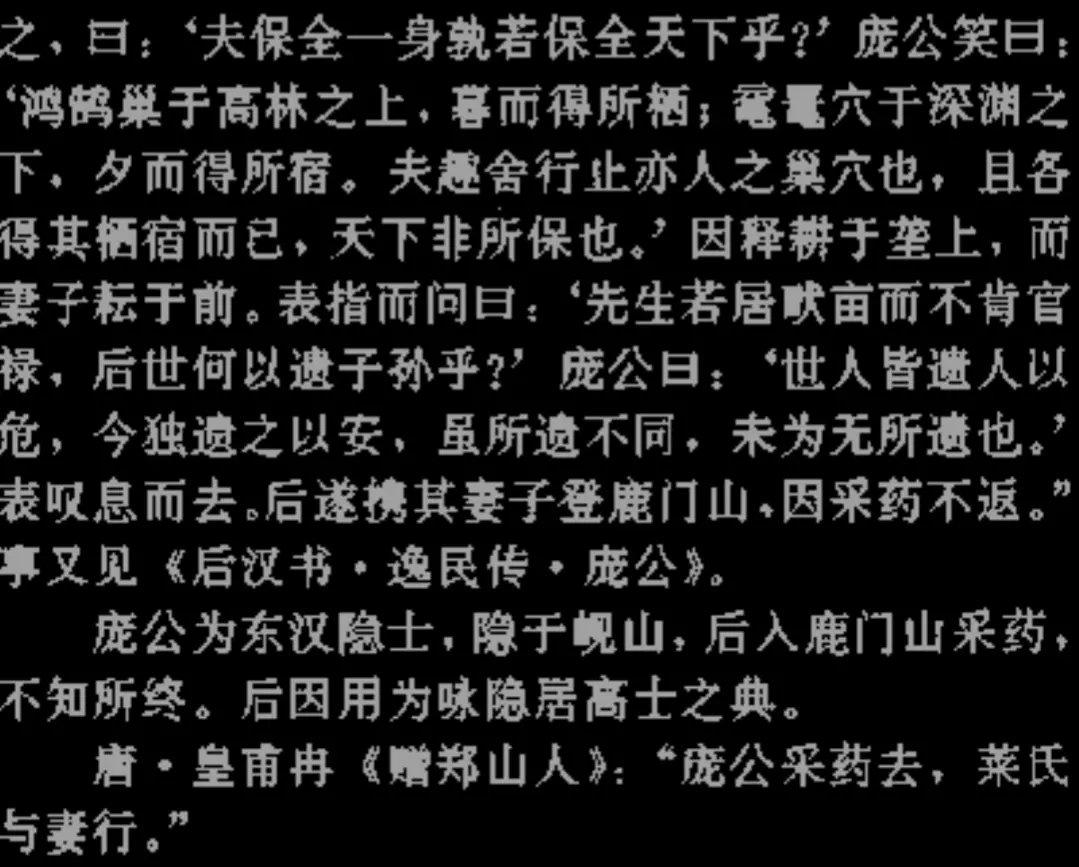 之，曰：‘夫保全一身孰若保全天下乎？’庞公笑曰：
‘鸿鹄巢于高林之上，暮而得所栖；鼋鼍穴于深渊之
下，夕而得所宿。夫趣舍行止亦人之巢穴也，且各
得其栖宿而已，天下非所保也。’因释耕于垄上，而
妻子耘于前。表指而问曰：‘先生若居畎亩而不肯官
禄，后世何以遗子孙乎？’庞公曰：‘世人皆遗人以
危，今独遗之以安，虽所遗不同，未为无所遗也。’
表叹息而去。后遂携其妻子登鹿门山，因采药不返。”
事又见《后汉书·逸民传·庞公》。
庞公为东汉隐士，隐于岘山，后入鹿门山采药，
不知所终。后因用为咏隐居高士之典。
唐·皇甫冉《赠郑山人》：“庞公采药去，莱氏
与妻行。”